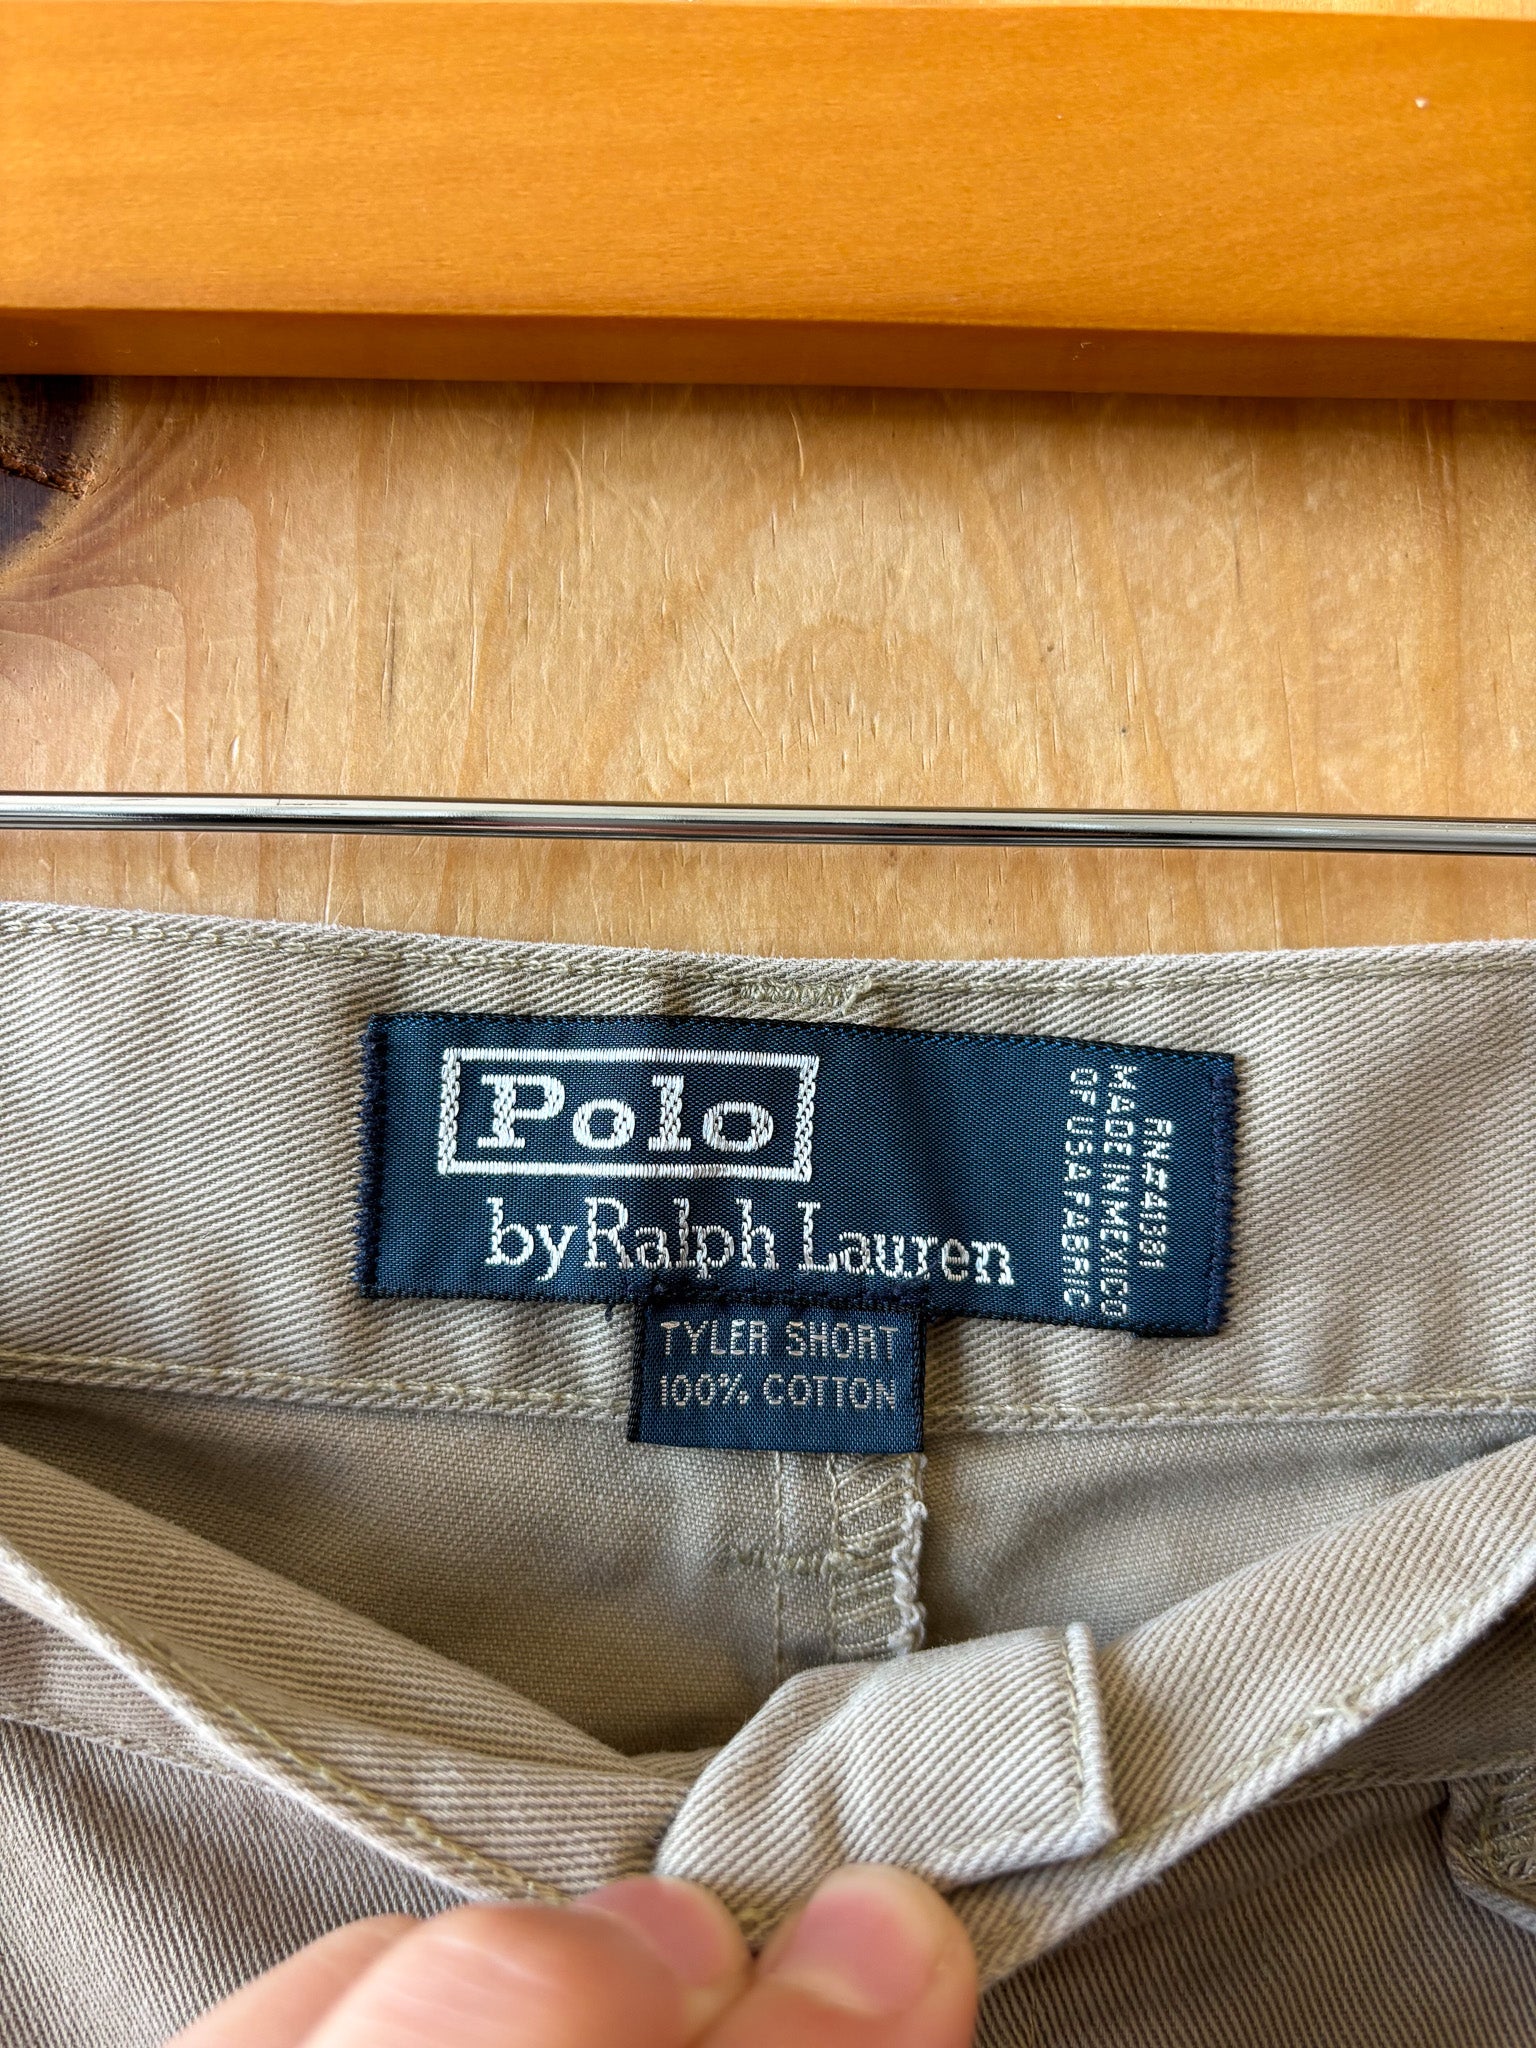 Polo
by Ralph Lauren
RN#41381
MADE IN MEXICO
OF USA FABRIC
TYLER SHORT
100% COTTON